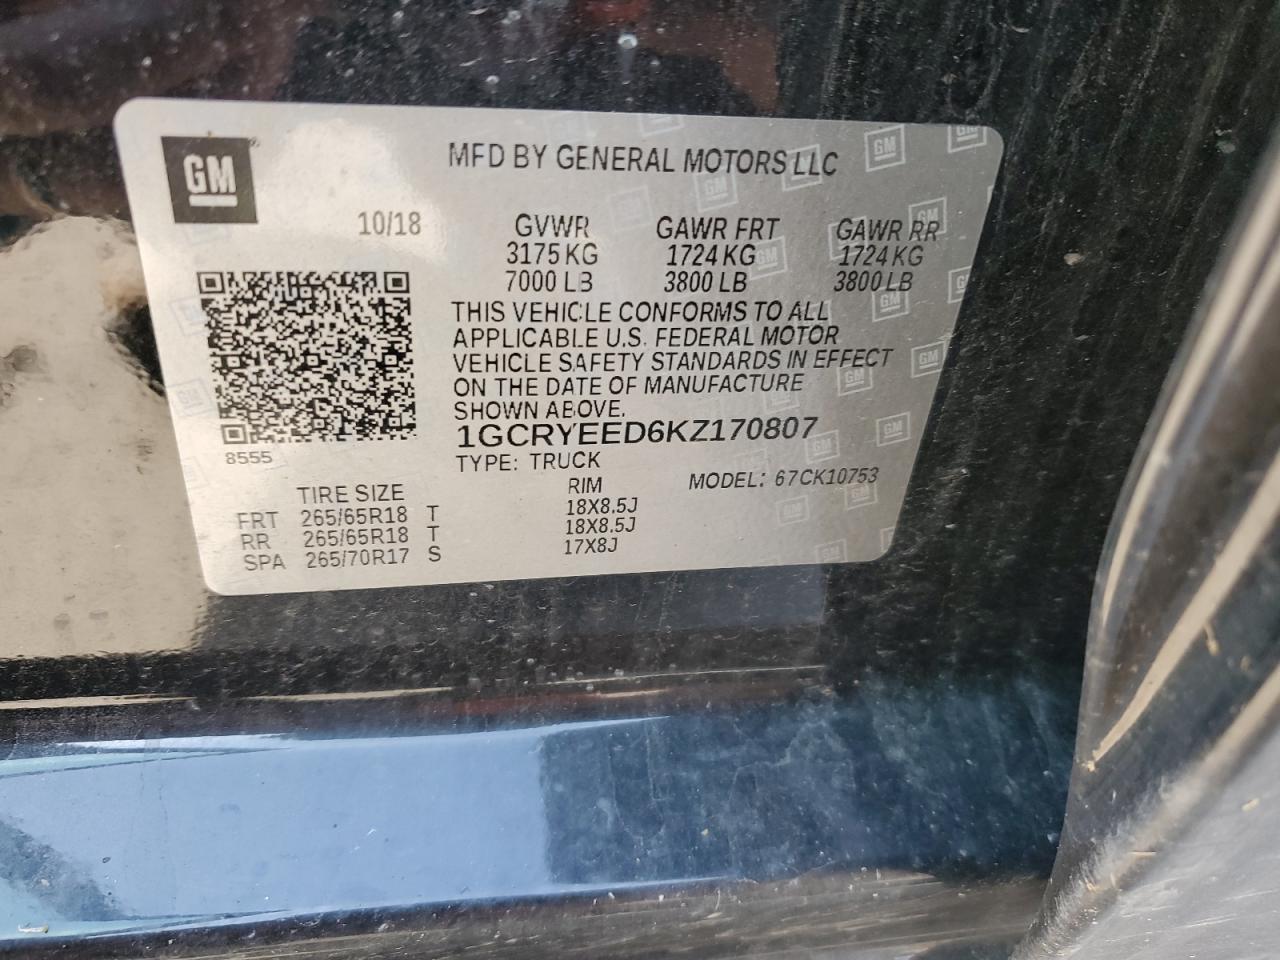 GM
MFD BY GENERAL MOTORS LLC
10/18 GVWR GAWR FRT GAWR RR
3175 KG 1724 KG 1724 KG
7000 LB 3800 LB 3800 LB
THIS VEHICLE CONFORMS TO ALL
APPLICABLE U.S. FEDERAL MOTOR
VEHICLE SAFETY STANDARDS IN EFFECT
ON THE DATE OF MANUFACTURE
SHOWN ABOVE.
1GCRYEED6KZ170807
8555
TYPE: TRUCK
MODEL: 67CK10753
TIRE SIZE RIM
FRT 265/65R18 T 18X8.5J
RR 265/65R18 T 18X8.5J
SPA 265/70R17 S 17X8J